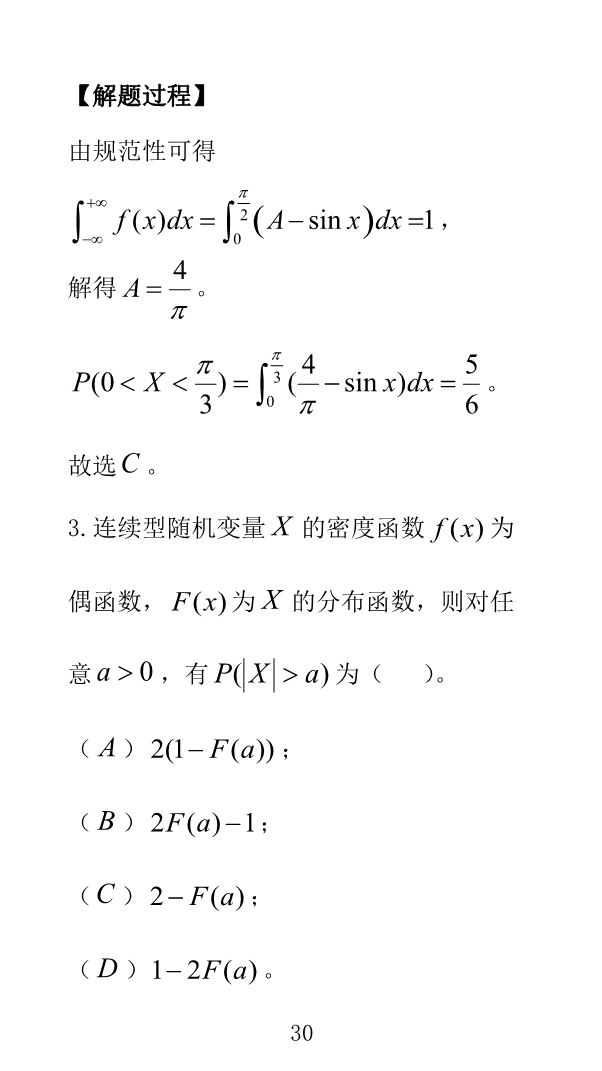 【解题过程】
由规范性可得
$\int_{-\infty}^{+\infty} f(x)dx = \int_{0}^{\frac{\pi}{2}} (A - \sin x)dx = 1$，
解得 $A = \frac{4}{\pi}$。
$P(0 < X < \frac{\pi}{3}) = \int_{0}^{\frac{\pi}{3}} (\frac{4}{\pi} - \sin x)dx = \frac{5}{6}$。
故选 $C$。
3.连续型随机变量 $X$ 的密度函数 $f(x)$ 为
偶函数，$F(x)$ 为 $X$ 的分布函数，则对任
意 $a > 0$，有 $P(|X| > a)$ 为（ ）。
（$A$）$2(1 - F(a))$；
（$B$）$2F(a) - 1$；
（$C$）$2 - F(a)$；
（$D$）$1 - 2F(a)$。
30